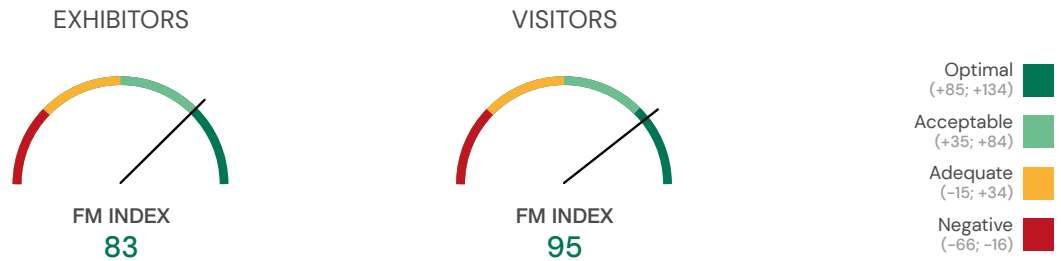 EXHIBITORS
FM INDEX
83
VISITORS
FM INDEX
95
Optimal
(+85; +134)
Acceptable
(+35; +84)
Adequate
(-15; +34)
Negative
(-66; -16)